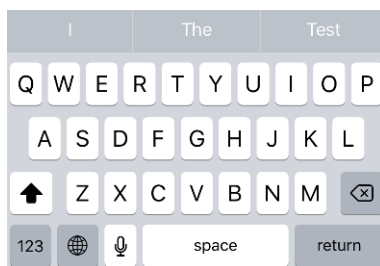 I The Test
Q W E R T Y U I O P
A S D F G H J K L
Z X C V B N M
123 space return